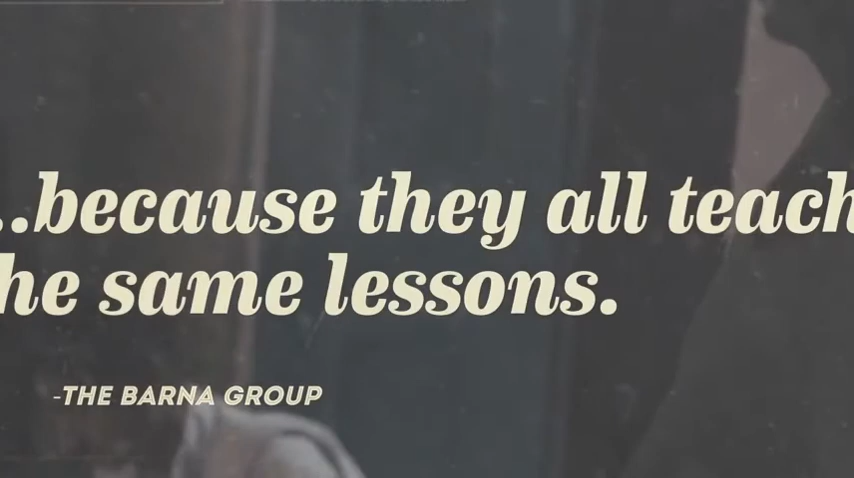 ..because they all teach
he same lessons.
-THE BARNA GROUP